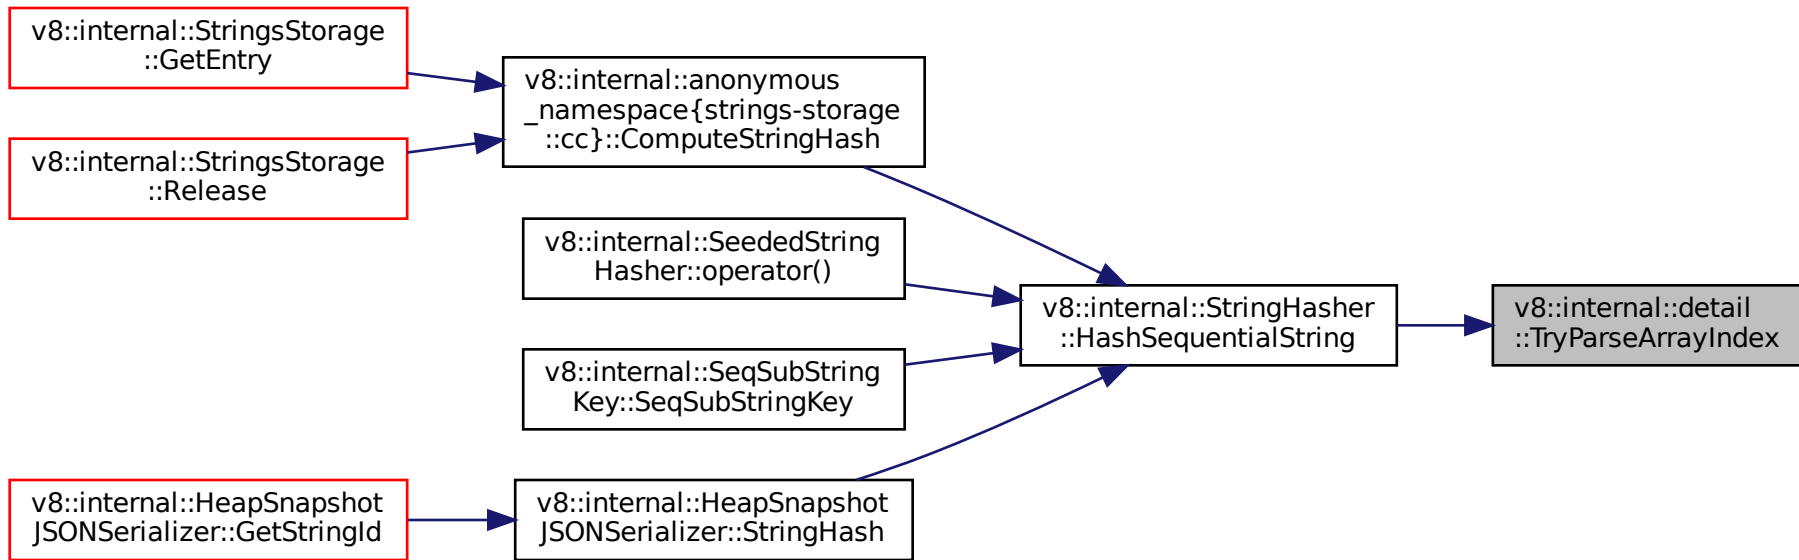 v8::internal::StringsStorage
::GetEntry
v8::internal::StringsStorage
::Release
v8::internal::HeapSnapshot
JSONSerializer::GetStringId
v8::internal::anonymous
_namespace{strings-storage
::cc}::ComputeStringHash
v8::internal::SeededString
Hasher::operator()
v8::internal::SeqSubString
Key::SeqSubStringKey
v8::internal::HeapSnapshot
JSONSerializer::StringHash
v8::internal::StringHasher
::HashSequentialString
v8::internal::detail
::TryParseArrayIndex